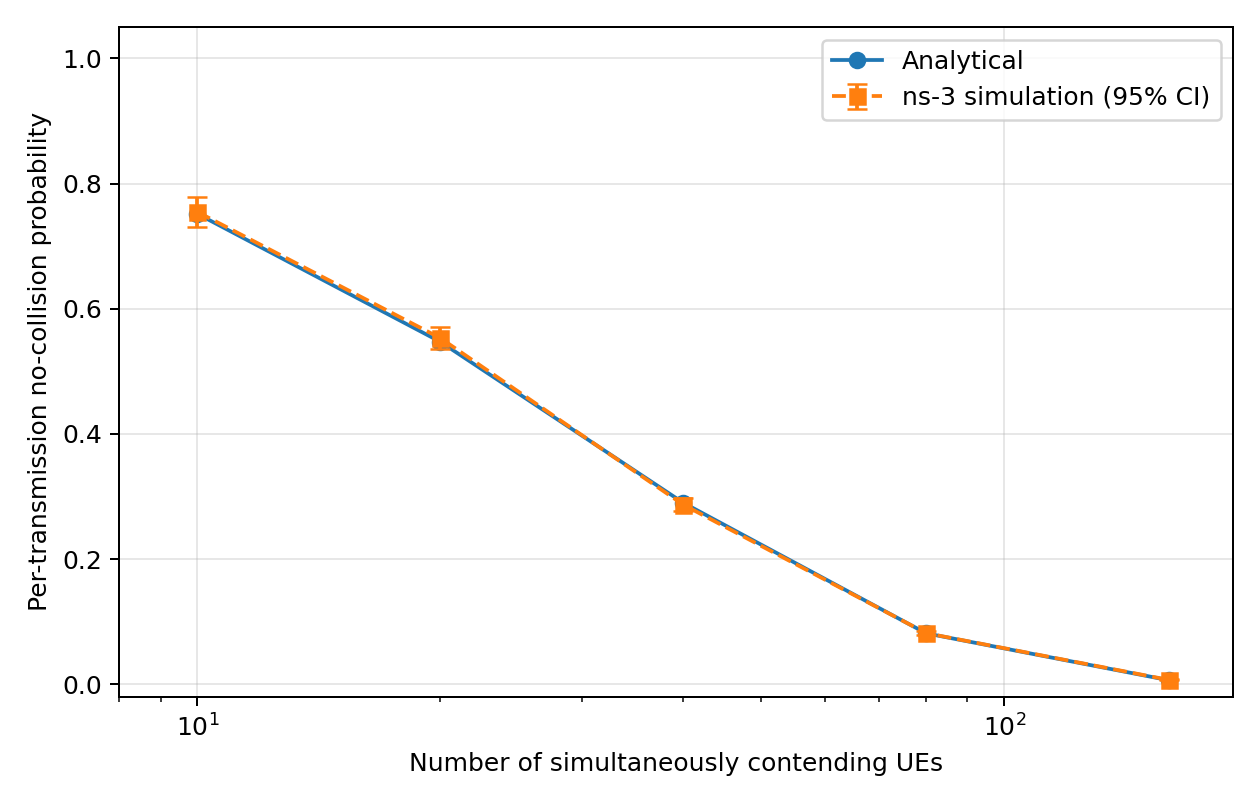 Per-transmission no-collision probability
1.0
0.8
0.6
0.4
0.2
0.0
Analytical
ns-3 simulation (95% CI)
10¹
10²
Number of simultaneously contending UEs